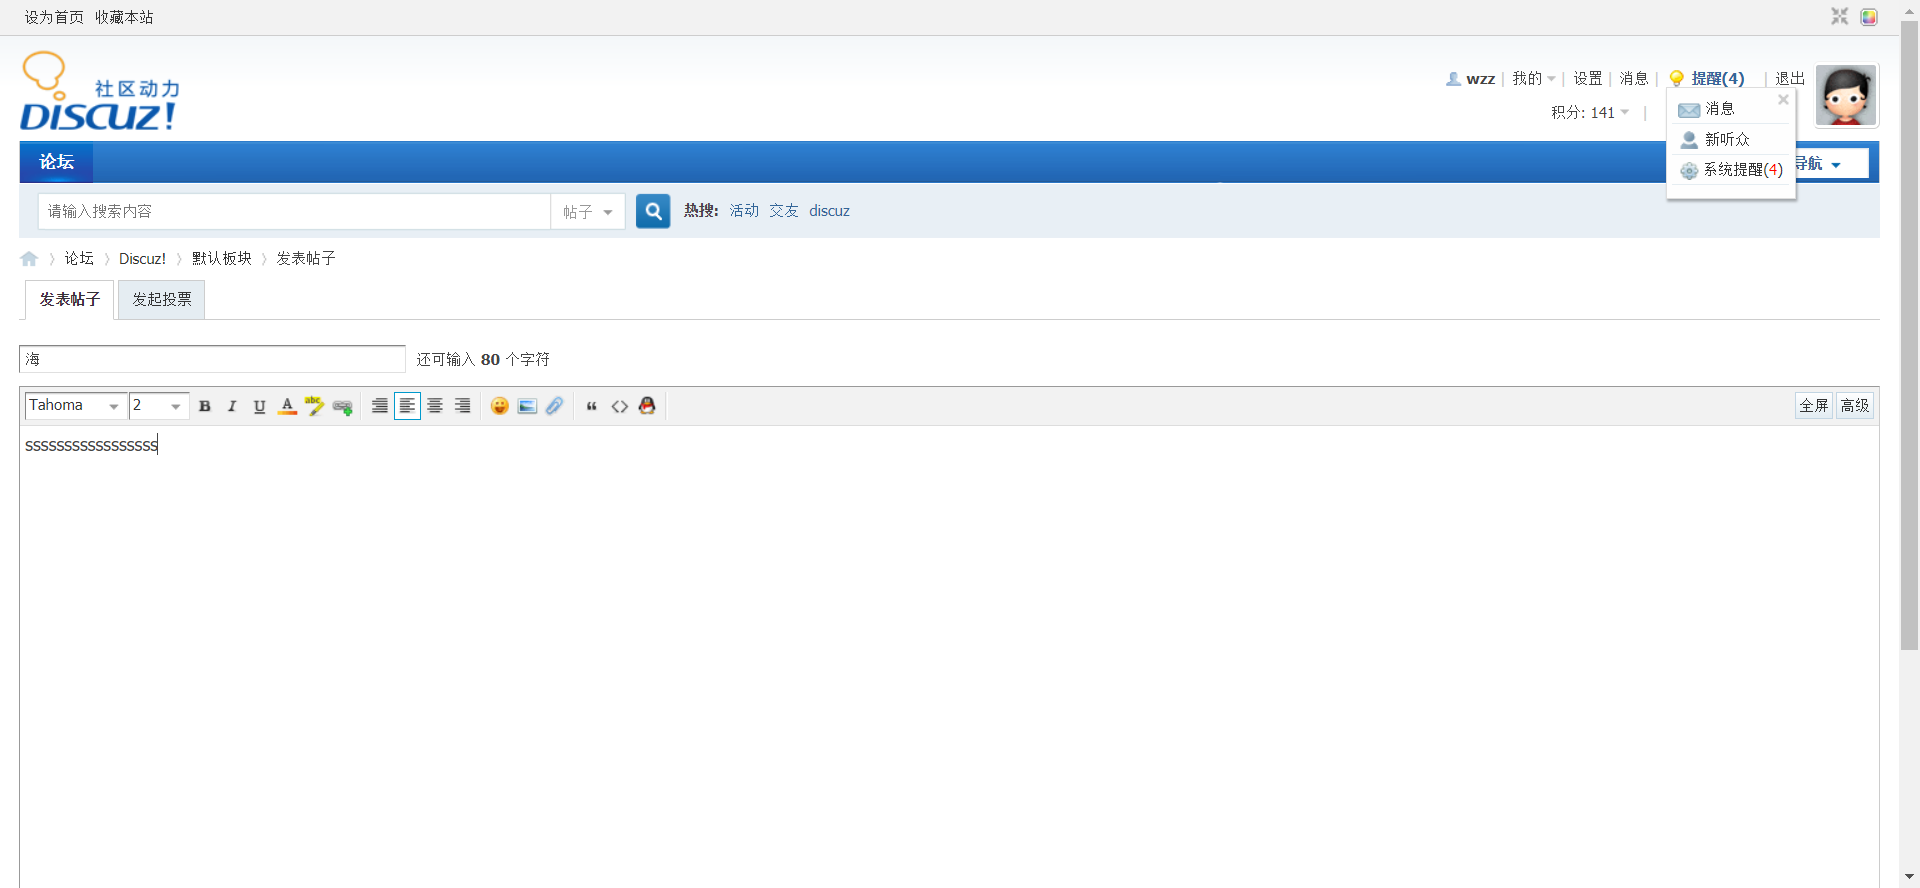 设为首页 收藏本站
社区动力
DISCUZ!
wzz | 我的 | 设置 | 消息 | 提醒(4) | 退出
积分: 141 |
消息
新听众
系统提醒(4)
论坛
导航
请输入搜索内容 帖子 热搜: 活动 交友 discuz
论坛 Discuz! 默认板块 发表帖子
发表帖子 发起投票
海 还可输入 80 个字符
Tahoma 2 B I U A abc “ <> 全屏 高级
sssssssssssssssss